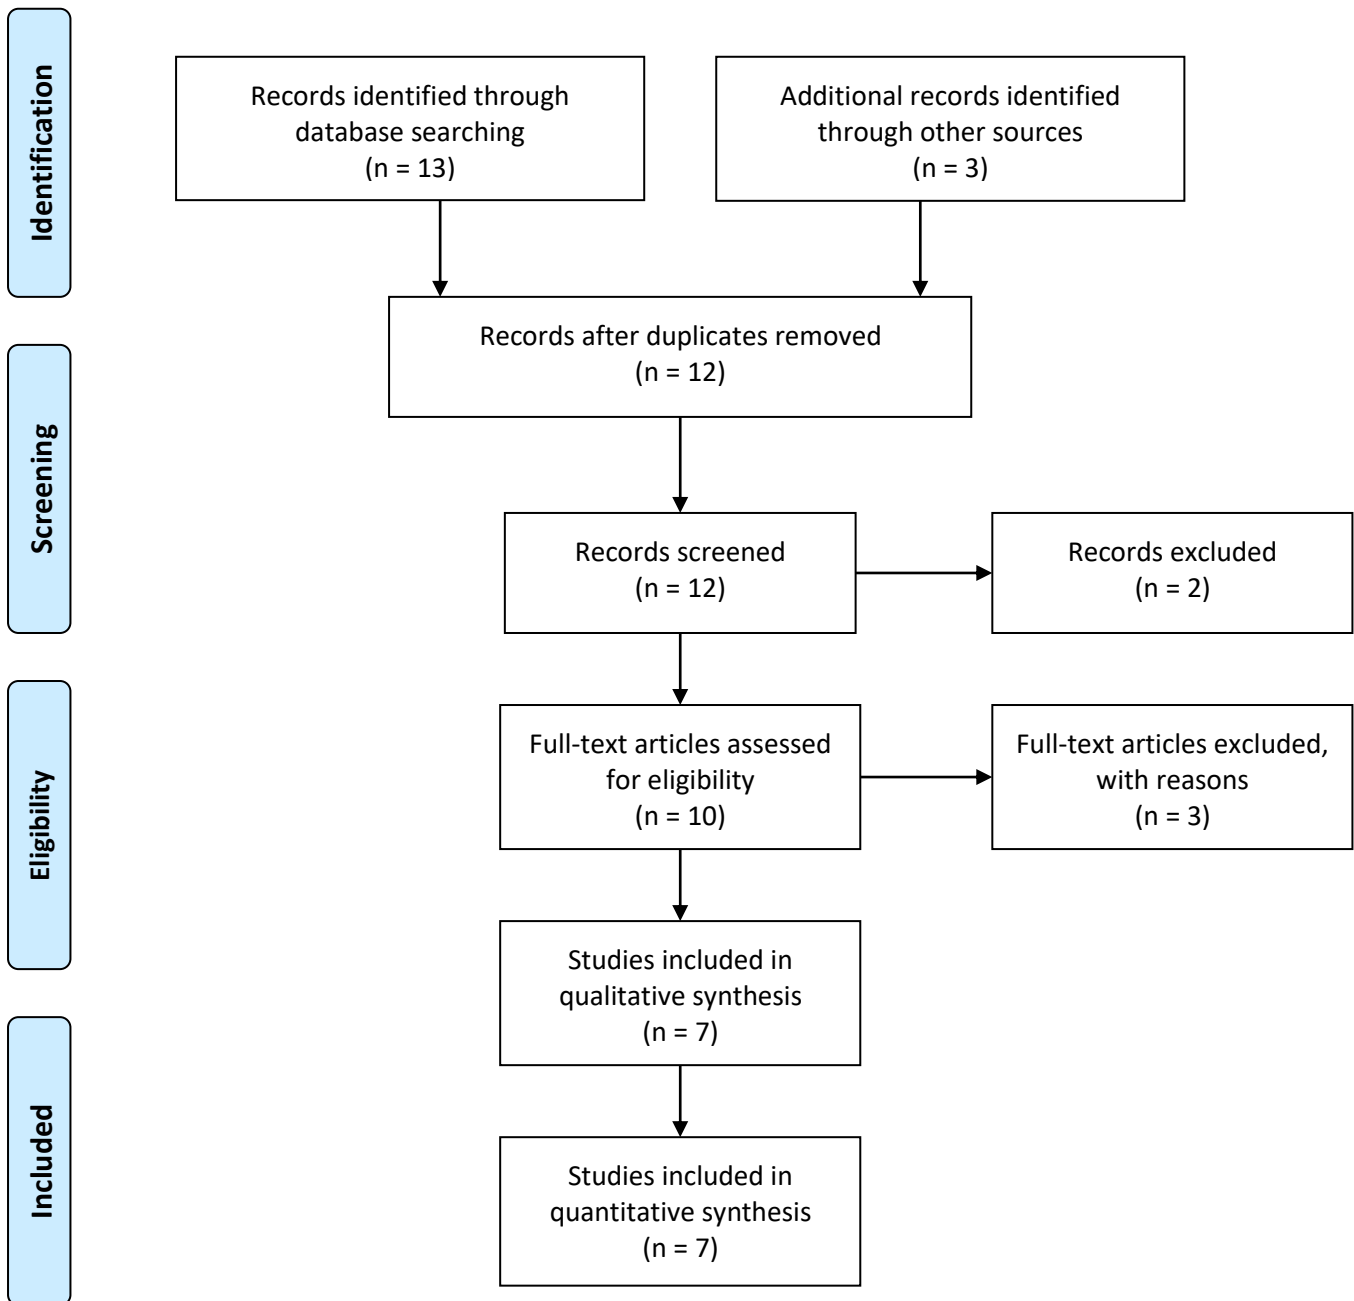 Identification
Records identified through
database searching
(n = 13)
Additional records identified
through other sources
(n = 3)
Records after duplicates removed
(n = 12)
Screening
Records screened
(n = 12)
Records excluded
(n = 2)
Eligibility
Full-text articles assessed
for eligibility
(n = 10)
Full-text articles excluded,
with reasons
(n = 3)
Studies included in
qualitative synthesis
(n = 7)
Included
Studies included in
quantitative synthesis
(n = 7)